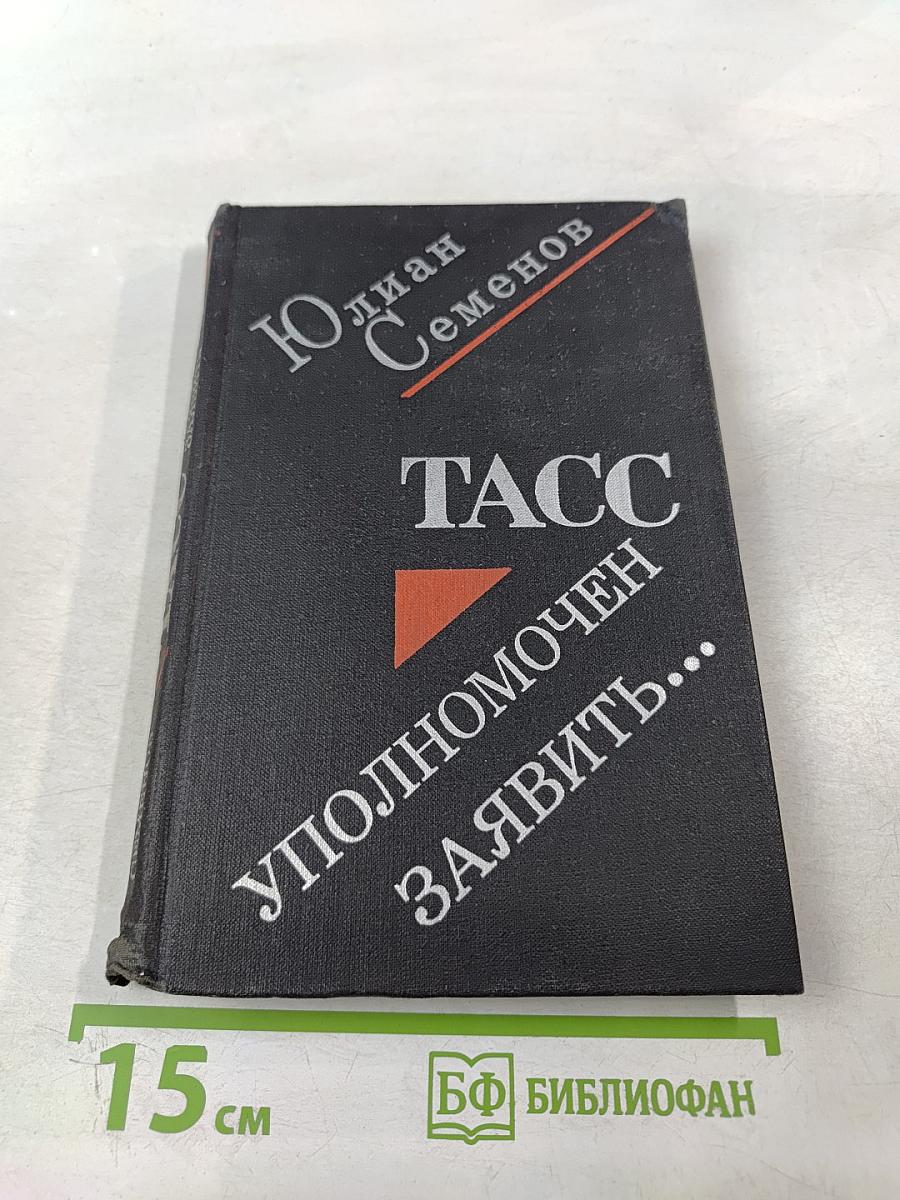 Юлиан
Семенов
ТАСС
УПОЛНОМОЧЕН
ЗАЯВИТЬ...
15 см
БФ БИБЛИОФАН